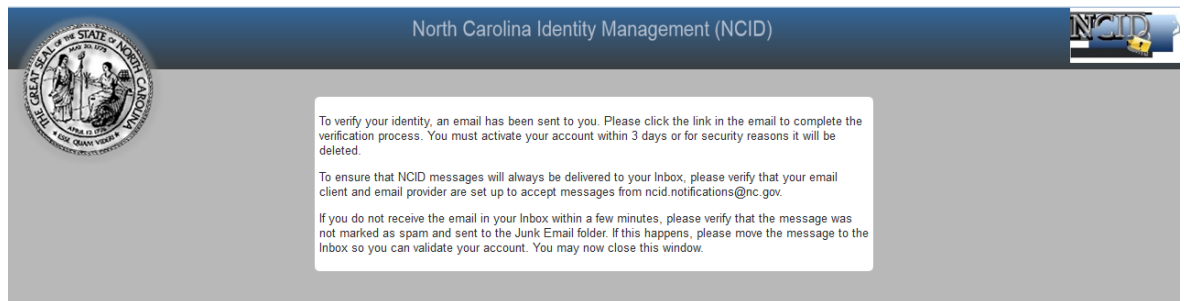 North Carolina Identity Management (NCID)
NCID
THE GREAT SEAL OF THE STATE OF NORTH CAROLINA
MAY 20, 1775
APRIL 12 1776
ESSE QUAM VIDERI
To verify your identity, an email has been sent to you. Please click the link in the email to complete the
verification process. You must activate your account within 3 days or for security reasons it will be
deleted.
To ensure that NCID messages will always be delivered to your Inbox, please verify that your email
client and email provider are set up to accept messages from ncid.notifications@nc.gov.
If you do not receive the email in your Inbox within a few minutes, please verify that the message was
not marked as spam and sent to the Junk Email folder. If this happens, please move the message to the
Inbox so you can validate your account. You may now close this window.